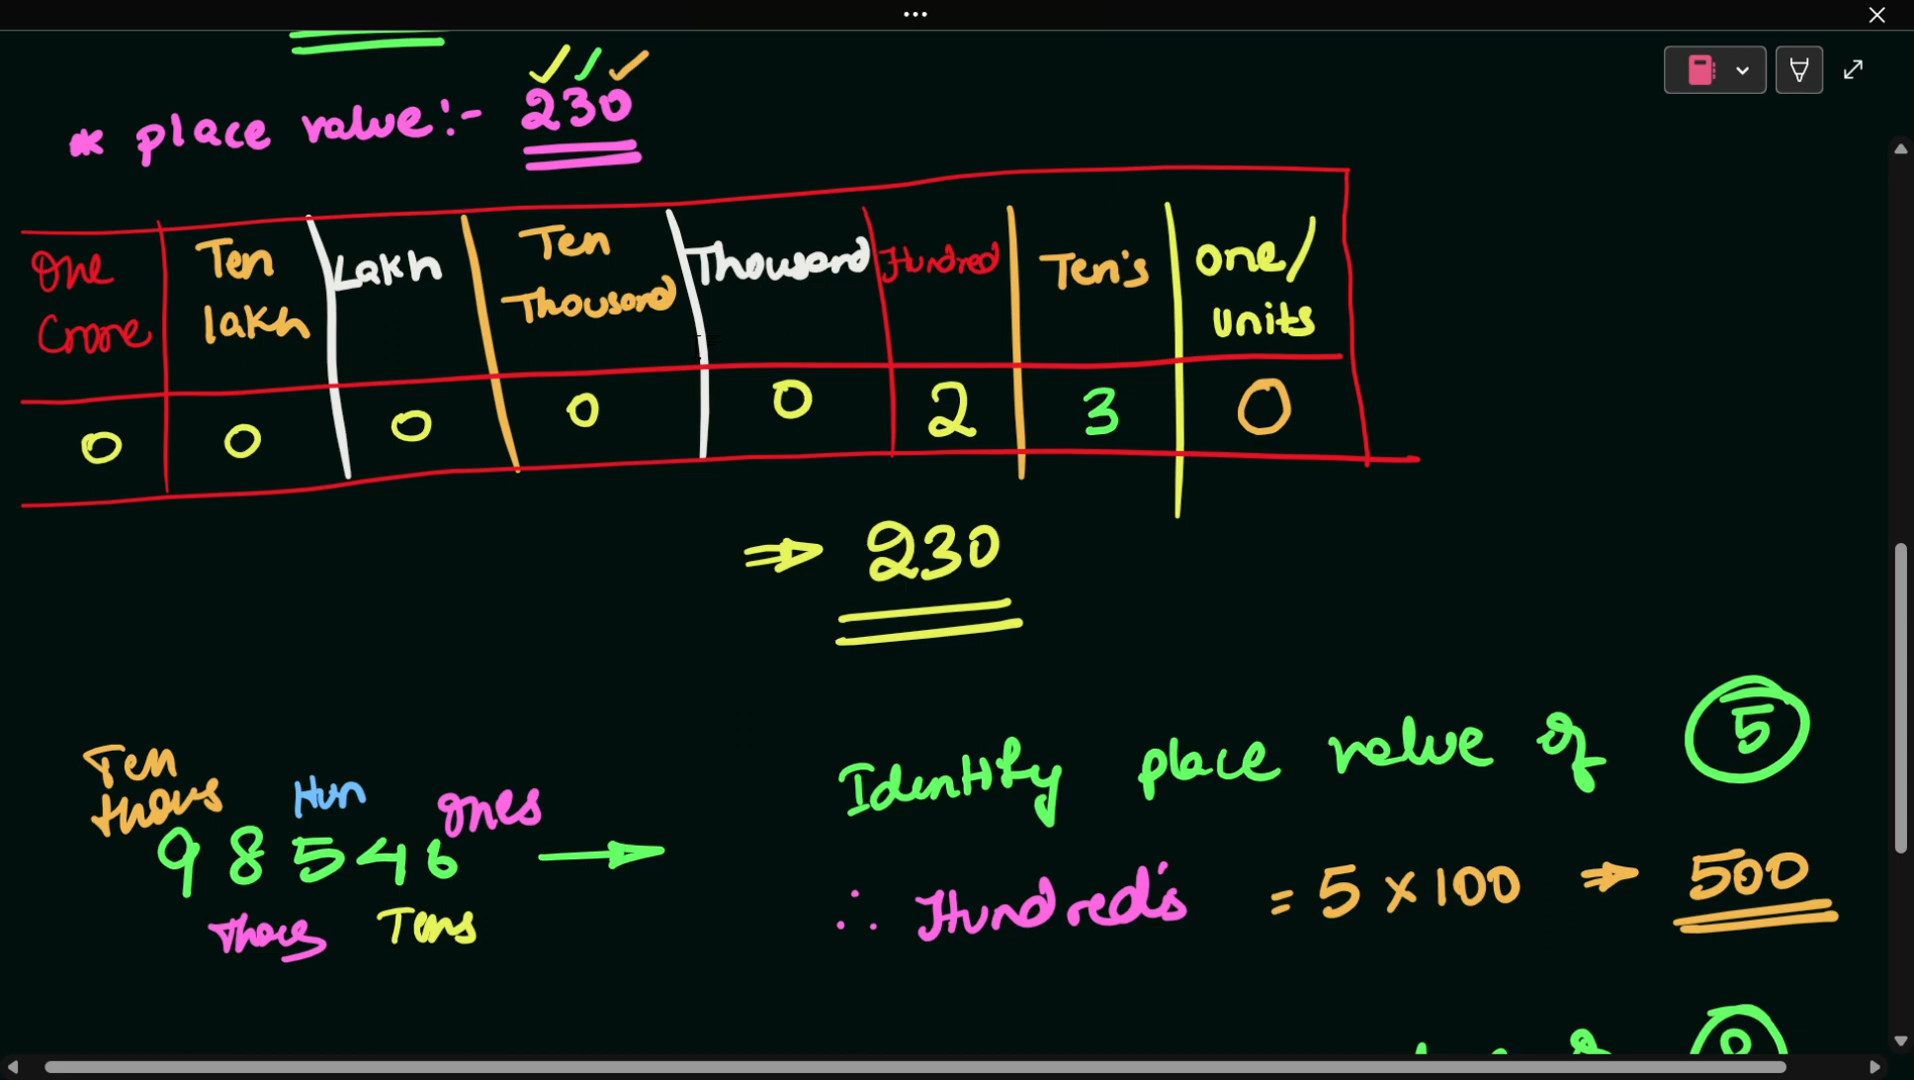 * place value:- 230
One Crore | Ten lakh | Lakh | Ten Thousand | Thousand | Hundred | Ten's | one/units
0 | 0 | 0 | 0 | 0 | 2 | 3 | 0
⇒ 230
Identify place value of 5
Ten thous Hun ones
98546 →
Thous Tens
∴ Hundred's = 5 × 100 ⇒ 500
of